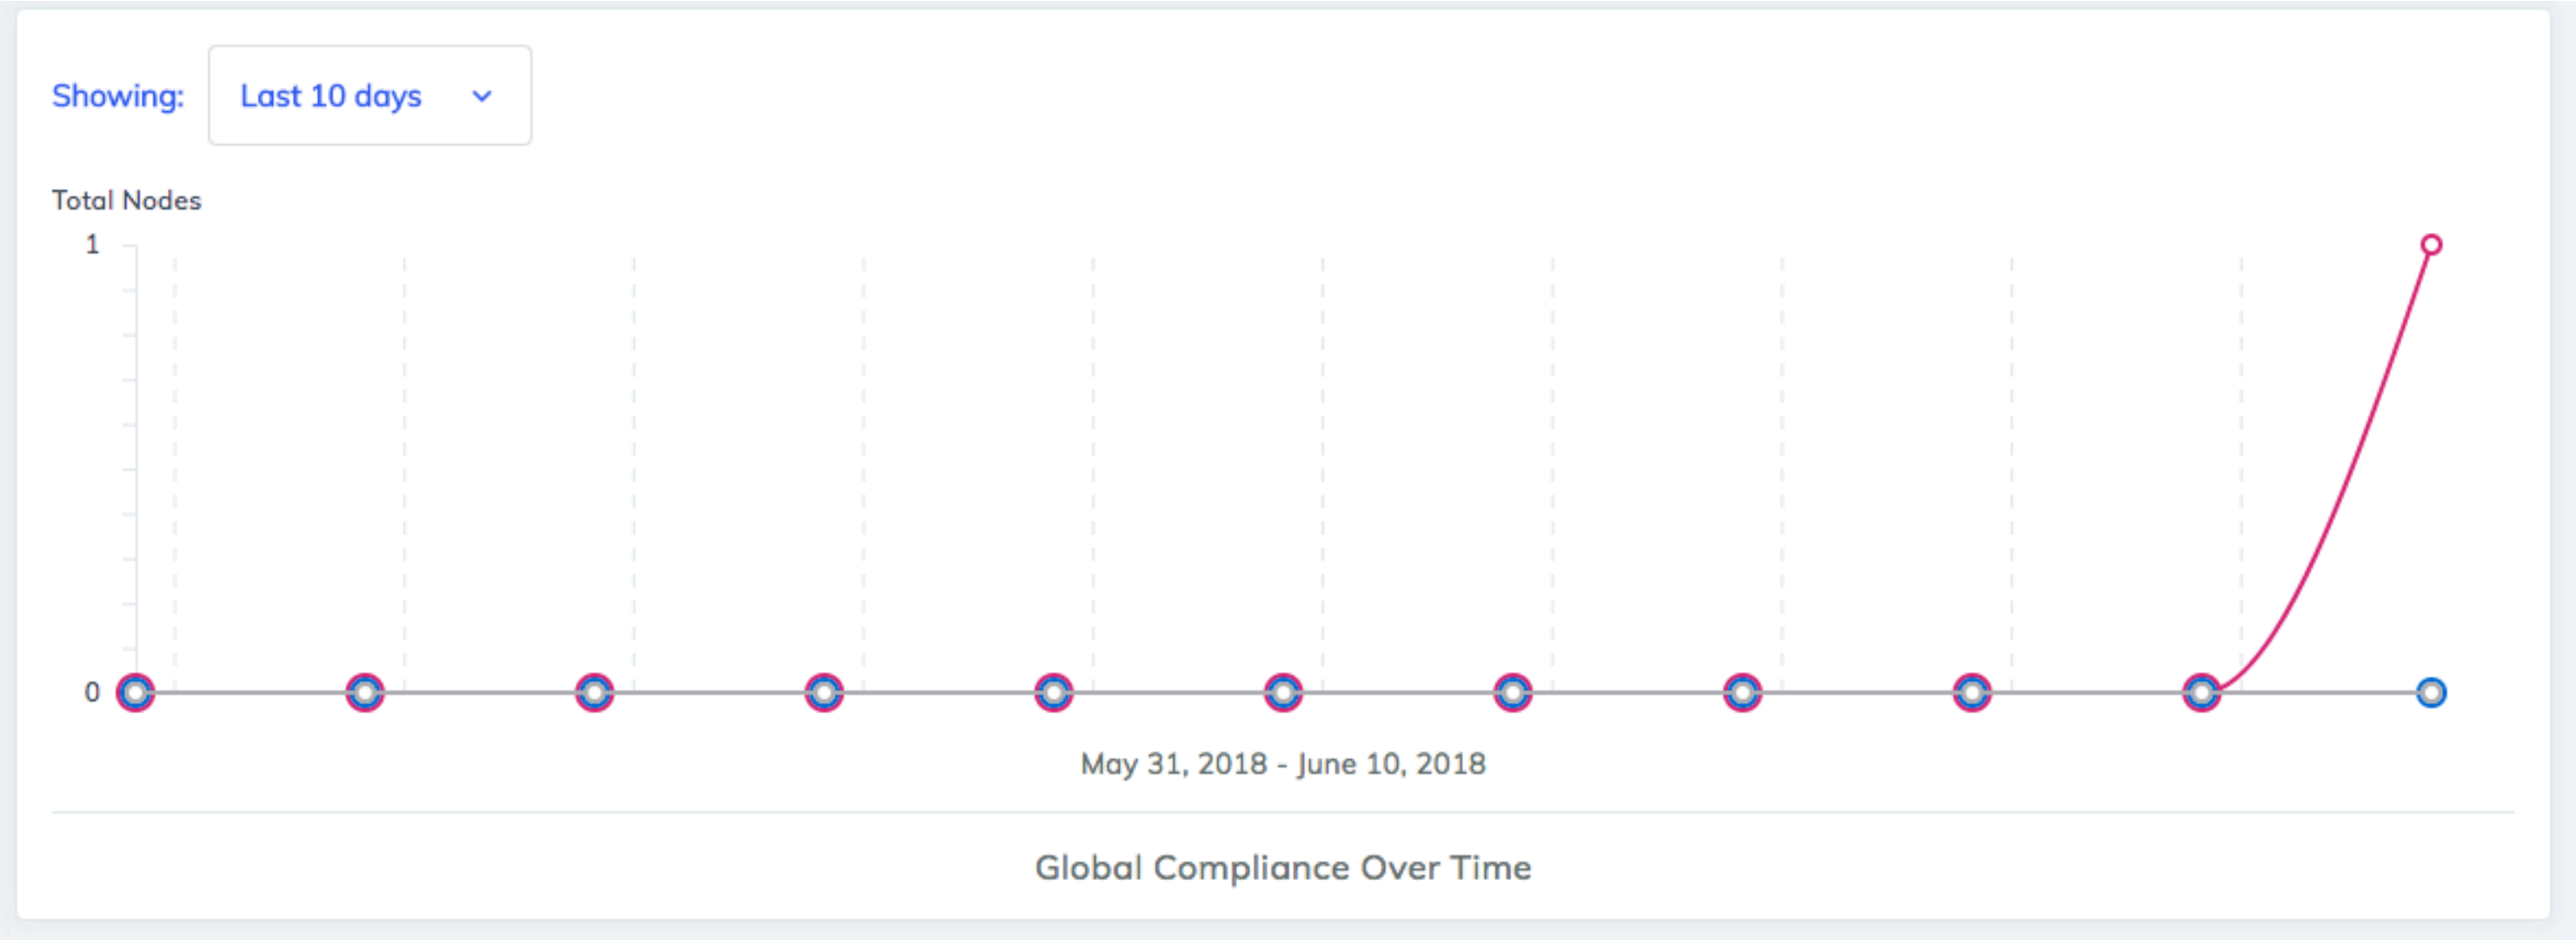 Showing: Last 10 days
Total Nodes
1
0
May 31, 2018 - June 10, 2018
Global Compliance Over Time